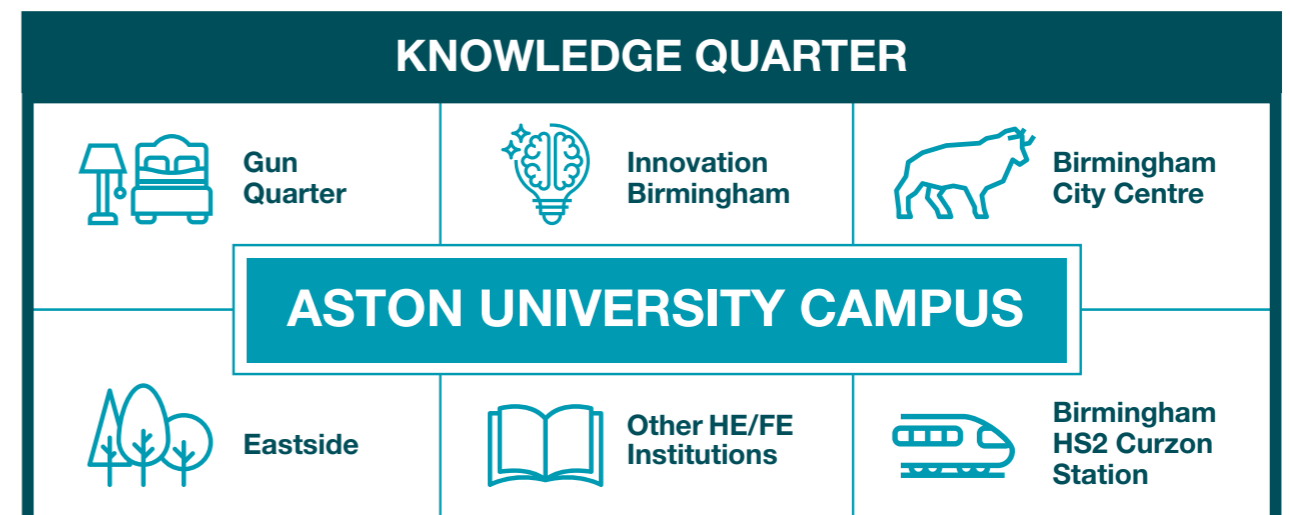 KNOWLEDGE QUARTER
Gun
Quarter
Innovation
Birmingham
Birmingham
City Centre
ASTON UNIVERSITY CAMPUS
Eastside
Other HE/FE
Institutions
Birmingham
HS2 Curzon
Station